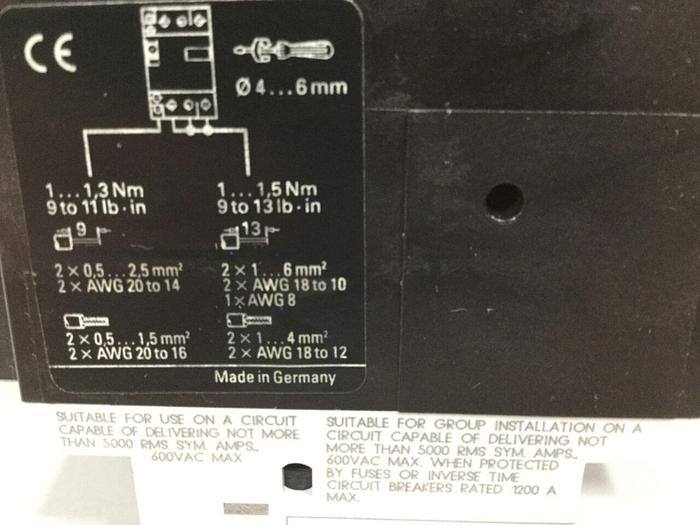 CE
Ø 4...6 mm
1...1,3 Nm
9 to 11 lb·in
9
2 × 0,5...2,5 mm²
2 × AWG 20 to 14
2 × 0,5...1,5 mm²
2 × AWG 20 to 16
1...1,5 Nm
9 to 13 lb·in
13
2 × 1...6 mm²
2 × AWG 18 to 10
1 × AWG 8
2 × 1...4 mm²
2 × AWG 18 to 12
Made in Germany
SUITABLE FOR USE ON A CIRCUIT
CAPABLE OF DELIVERING NOT MORE
THAN 5000 RMS SYM. AMPS.,
600VAC MAX
SUITABLE FOR GROUP INSTALLATION ON A
CIRCUIT CAPABLE OF DELIVERING NOT
MORE THAN 5000 RMS SYM. AMPS.,
600VAC MAX. WHEN PROTECTED
BY FUSES OR INVERSE TIME
CIRCUIT BREAKERS RATED 1200 A
MAX.